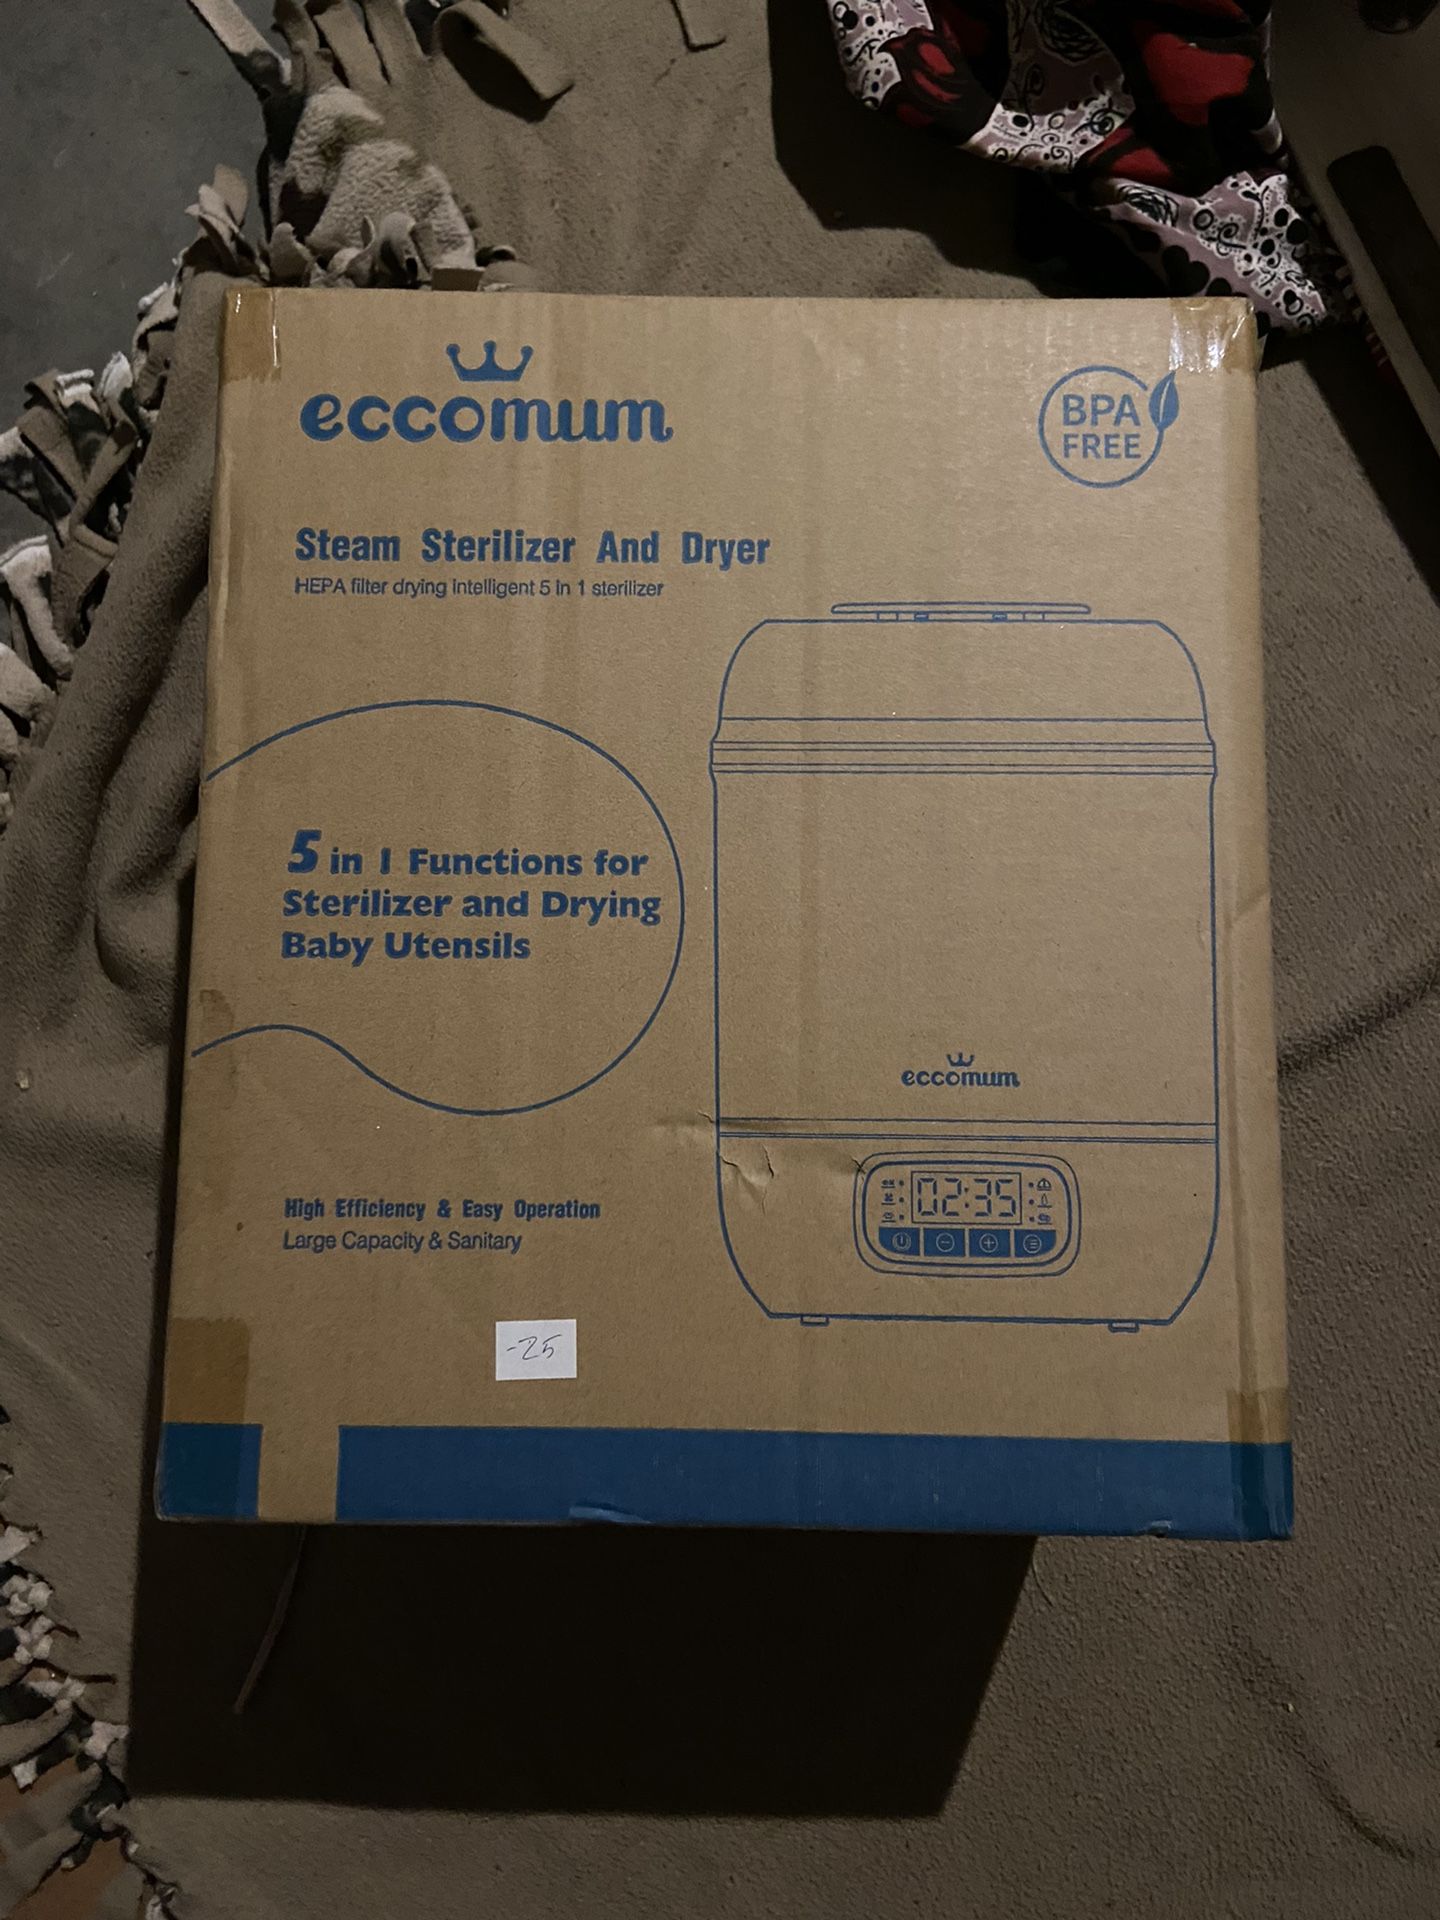 eccomum
BPA
FREE
Steam Sterilizer And Dryer
HEPA filter drying intelligent 5 in 1 sterilizer
5 in 1 Functions for
Sterilizer and Drying
Baby Utensils
eccomum
02:35
High Efficiency & Easy Operation
Large Capacity & Sanitary
-25